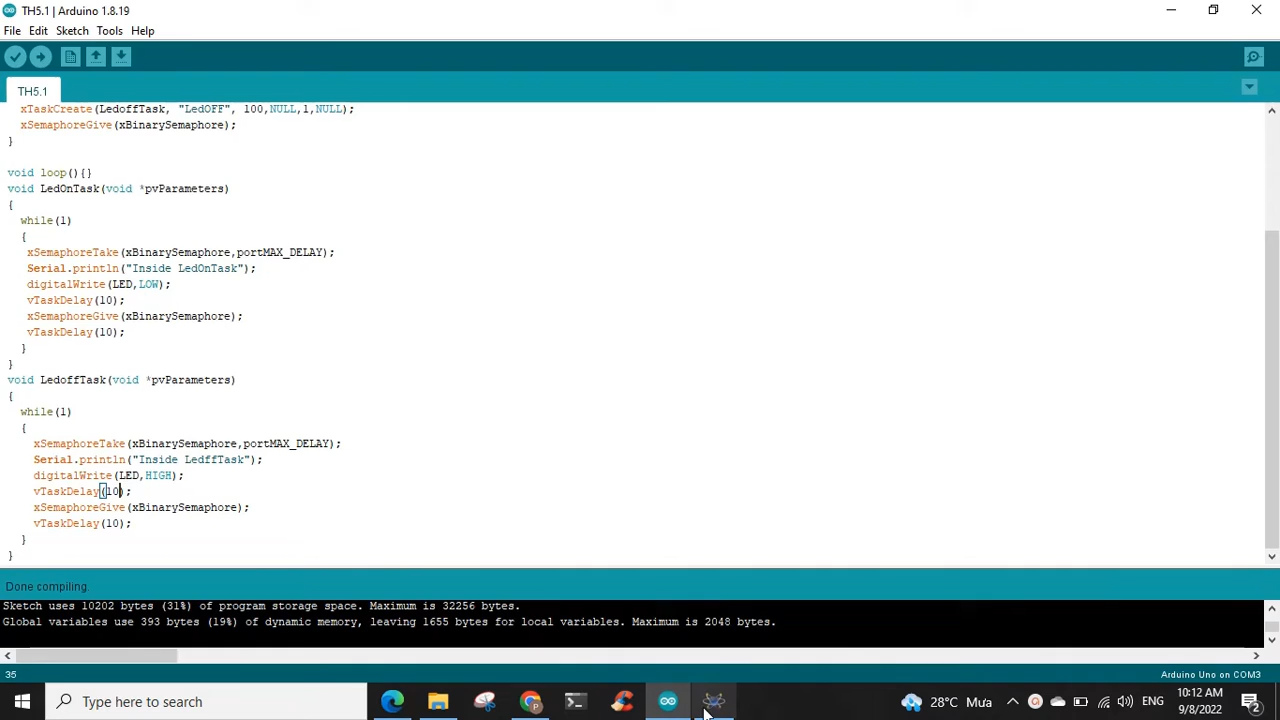 TH5.1 | Arduino 1.8.19
File Edit Sketch Tools Help
TH5.1
xTaskCreate(LedoffTask, "LedOFF", 100,NULL,1,NULL);
xSemaphoreGive(xBinarySemaphore);
}
void loop(){}
void LedOnTask(void *pvParameters)
{
while(1)
{
xSemaphoreTake(xBinarySemaphore,portMAX_DELAY);
Serial.println("Inside LedOnTask");
digitalWrite(LED,LOW);
vTaskDelay(10);
xSemaphoreGive(xBinarySemaphore);
vTaskDelay(10);
}
}
void LedoffTask(void *pvParameters)
{
while(1)
{
xSemaphoreTake(xBinarySemaphore,portMAX_DELAY);
Serial.println("Inside LedffTask");
digitalWrite(LED,HIGH);
vTaskDelay(10);
xSemaphoreGive(xBinarySemaphore);
vTaskDelay(10);
}
}
Done compiling.
Sketch uses 10202 bytes (31%) of program storage space. Maximum is 32256 bytes.
Global variables use 393 bytes (19%) of dynamic memory, leaving 1655 bytes for local variables. Maximum is 2048 bytes.
35 Arduino Uno on COM3
Type here to search 28°C Mưa ENG 10:12 AM
9/8/2022 2